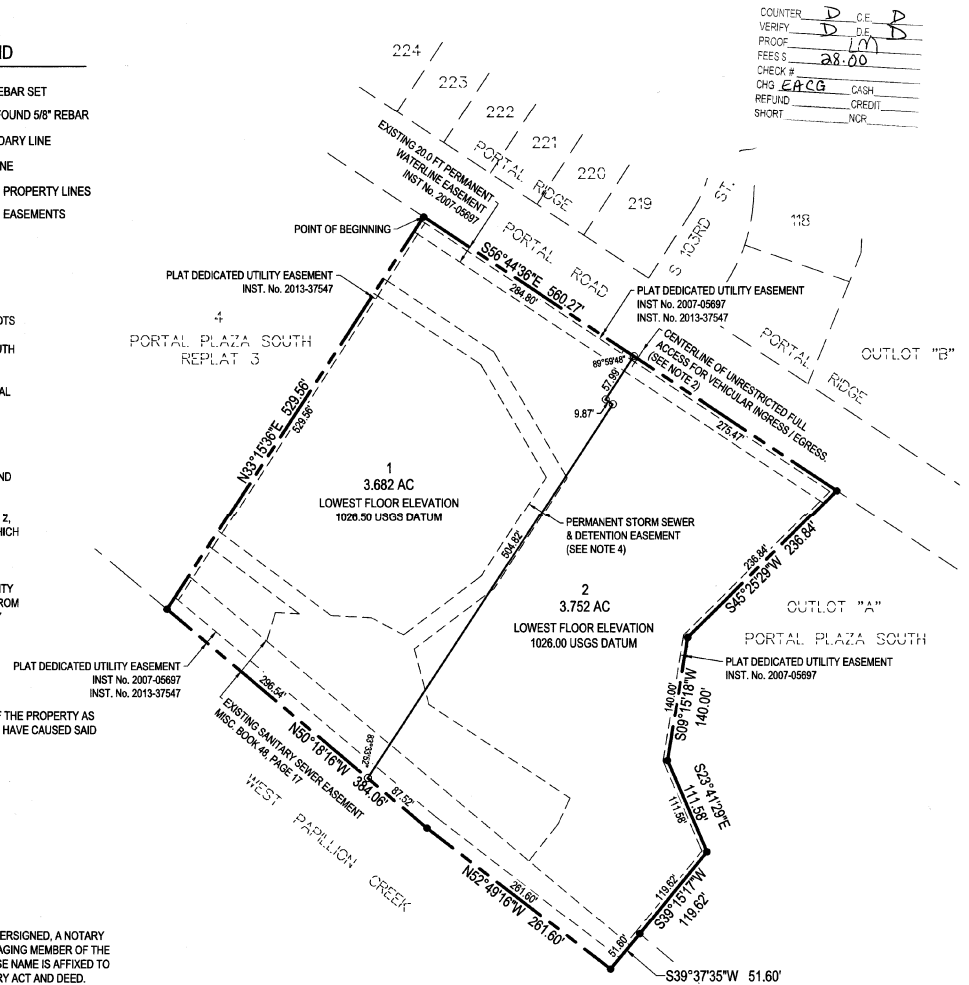 COUNTER D C.E. D
VERIFY D D.E. D
PROOF LM
FEES $ 28.00
CHECK #
CHG EACG CASH
REFUND CREDIT
SHORT NCR
ND
EBAR SET
FOUND 5/8" REBAR
DARY LINE
NE
PROPERTY LINES
EASEMENTS
OTS
UTH
AL
ND
2,
HICH
ITY
ROM
F THE PROPERTY AS
HAVE CAUSED SAID
ERSIGNED, A NOTARY
AGING MEMBER OF THE
SE NAME IS AFFIXED TO
RY ACT AND DEED.
224
223
222
221
220
219
118
PORTAL RIDGE
S 103RD ST
EXISTING 20.0 FT PERMANENT
WATERLINE EASEMENT
INST No. 2007-05697
PORTAL ROAD
PORTAL RIDGE
OUTLOT "B"
POINT OF BEGINNING
S56°44'36"E 560.27'
284.80'
PLAT DEDICATED UTILITY EASEMENT
INST. No. 2013-37547
PLAT DEDICATED UTILITY EASEMENT
INST No. 2007-05697
INST. No. 2013-37547
4
PORTAL PLAZA SOUTH
REPLAT 3
CENTERLINE OF UNRESTRICTED FULL
ACCESS FOR VEHICULAR INGRESS / EGRESS.
(SEE NOTE 2)
89°59'48"
57.99'
9.87'
275.47'
N33°15'36"E 529.56'
529.56'
1
3.682 AC
LOWEST FLOOR ELEVATION
1026.50 USGS DATUM
504.82'
PERMANENT STORM SEWER
& DETENTION EASEMENT
(SEE NOTE 4)
2
3.752 AC
LOWEST FLOOR ELEVATION
1026.00 USGS DATUM
236.84'
S45°25'29"W 236.84'
OUTLOT "A"
PORTAL PLAZA SOUTH
PLAT DEDICATED UTILITY EASEMENT
INST. No. 2007-05697
140.00'
S09°15'18"W
140.00'
PLAT DEDICATED UTILITY EASEMENT
INST No. 2007-05697
INST. No. 2013-37547
296.54'
EXISTING SANITARY SEWER EASEMENT
MISC. BOOK 48, PAGE 17
N50°18'16"W 384.06'
83°33'52"
87.52'
S23°41'29"E
111.58'
111.58'
WEST PAPILLION CREEK
N52°49'16"W 261.60'
261.60'
119.62'
S39°15'17"W
119.62'
51.60'
S39°37'35"W 51.60'